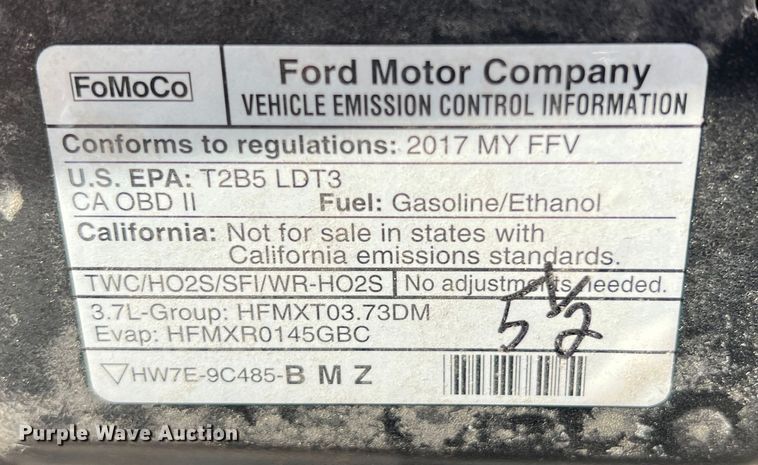 FoMoCo
Ford Motor Company
VEHICLE EMISSION CONTROL INFORMATION
Conforms to regulations: 2017 MY FFV
U.S. EPA: T2B5 LDT3
CA OBD II Fuel: Gasoline/Ethanol
California: Not for sale in states with
California emissions standards.
TWC/HO2S/SFI/WR-HO2S No adjustments needed.
3.7L-Group: HFMXT03.73DM
Evap: HFMXR0145GBC
5 1/2
HW7E-9C485-B M Z
Purple Wave Auction